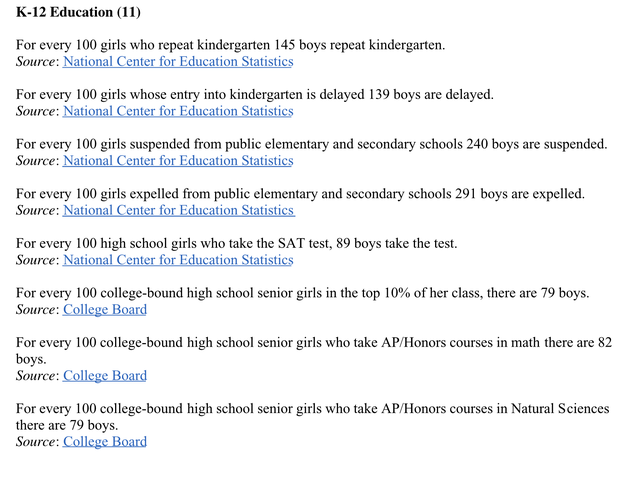 K-12 Education (11)
For every 100 girls who repeat kindergarten 145 boys repeat kindergarten.
Source: National Center for Education Statistics
For every 100 girls whose entry into kindergarten is delayed 139 boys are delayed.
Source: National Center for Education Statistics
For every 100 girls suspended from public elementary and secondary schools 240 boys are suspended.
Source: National Center for Education Statistics
For every 100 girls expelled from public elementary and secondary schools 291 boys are expelled.
Source: National Center for Education Statistics
For every 100 high school girls who take the SAT test, 89 boys take the test.
Source: National Center for Education Statistics
For every 100 college-bound high school senior girls in the top 10% of her class, there are 79 boys.
Source: College Board
For every 100 college-bound high school senior girls who take AP/Honors courses in math there are 82
boys.
Source: College Board
For every 100 college-bound high school senior girls who take AP/Honors courses in Natural Sciences
there are 79 boys.
Source: College Board